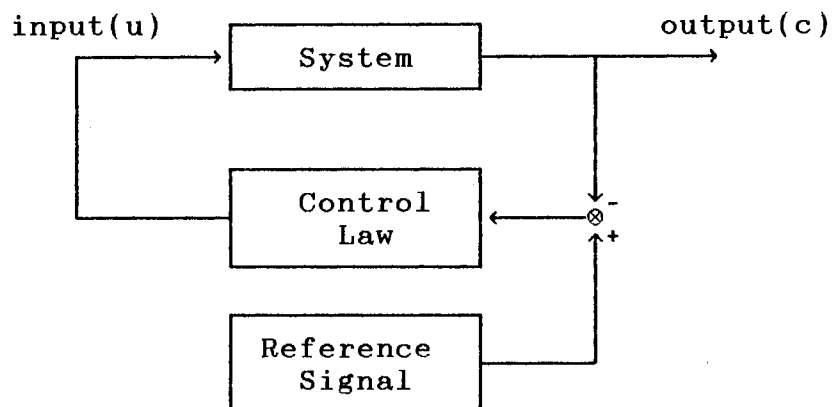 input(u)
output(c)
System
Control
Law
-
+
Reference
Signal